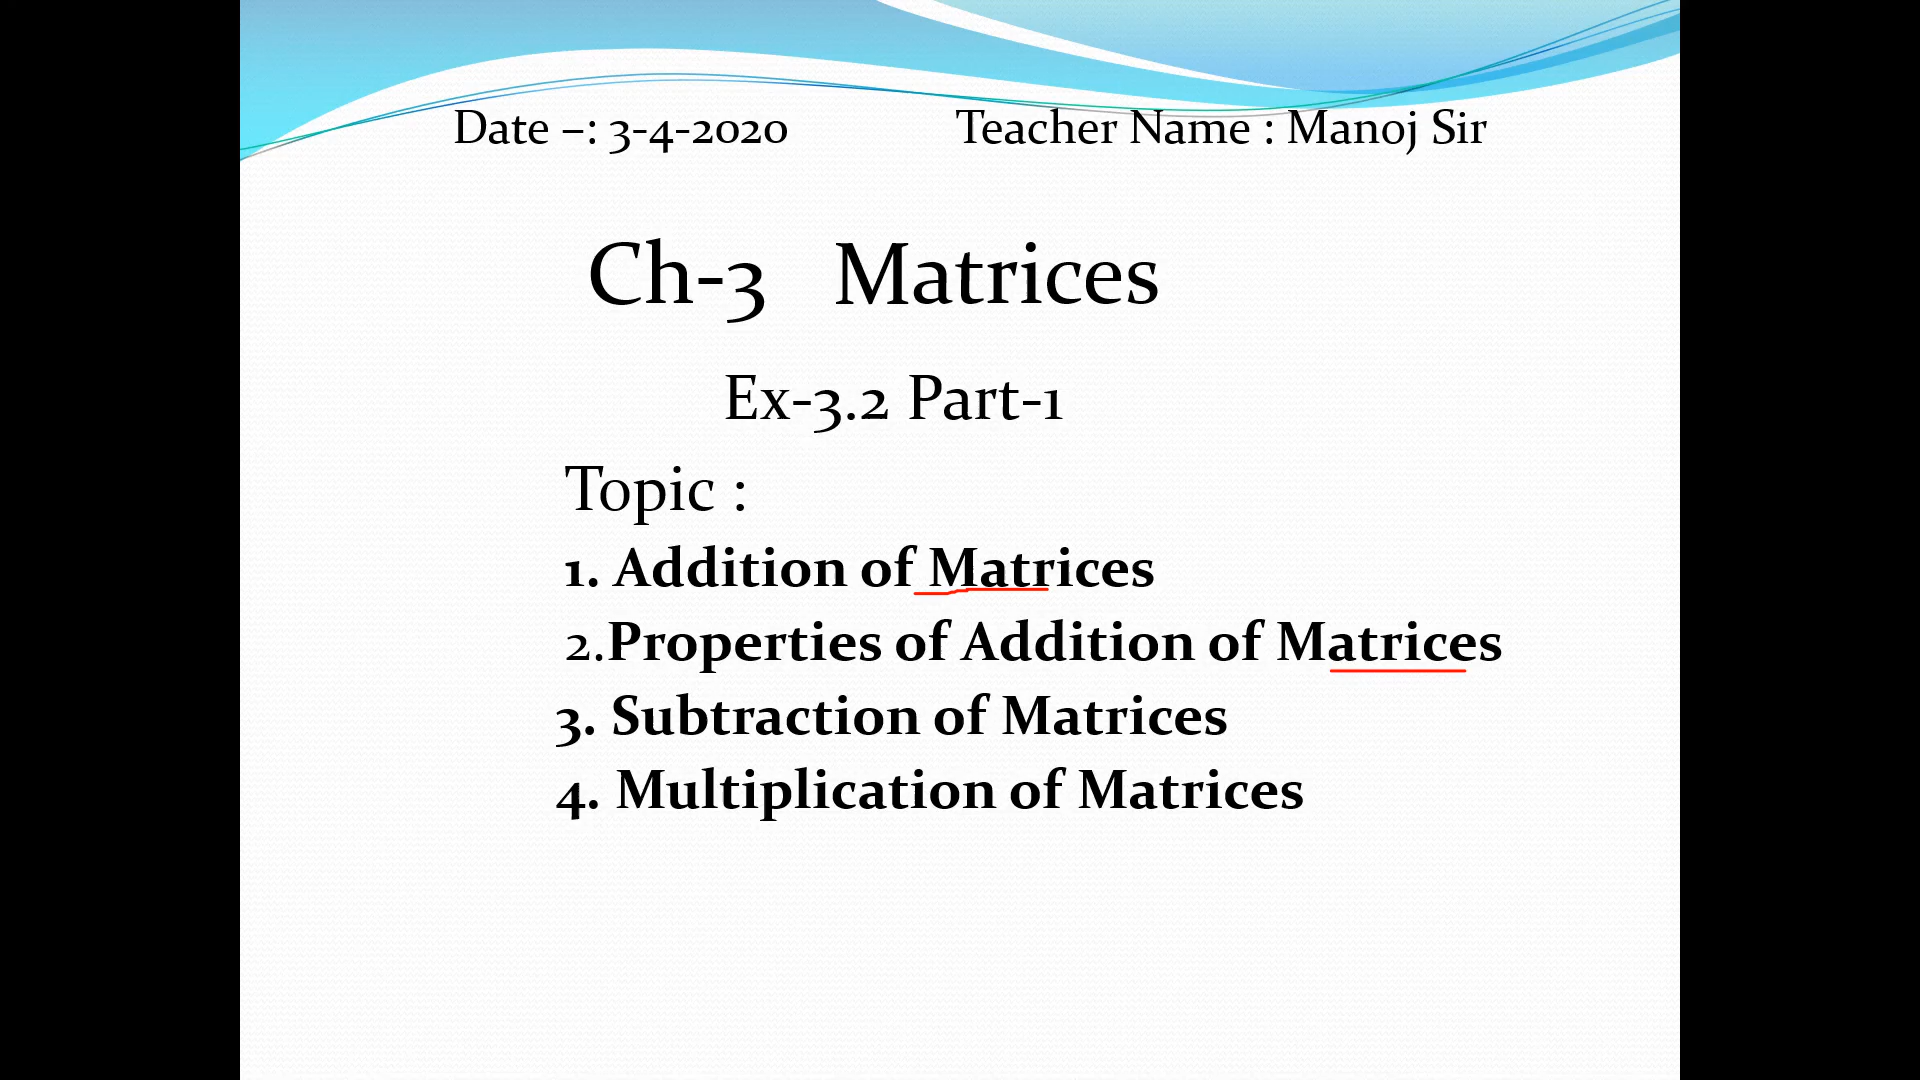 Date –: 3-4-2020 Teacher Name : Manoj Sir
Ch-3 Matrices
Ex-3.2 Part-1
Topic :
1. Addition of Matrices
2.Properties of Addition of Matrices
3. Subtraction of Matrices
4. Multiplication of Matrices